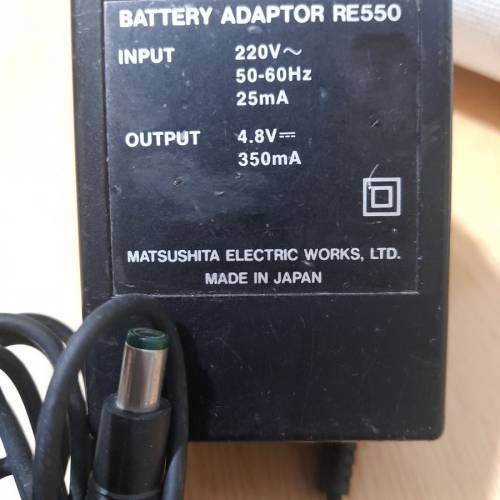 BATTERY ADAPTOR RE550
INPUT 220V～
50-60Hz
25mA
OUTPUT 4.8V⎓
350mA
MATSUSHITA ELECTRIC WORKS, LTD.
MADE IN JAPAN